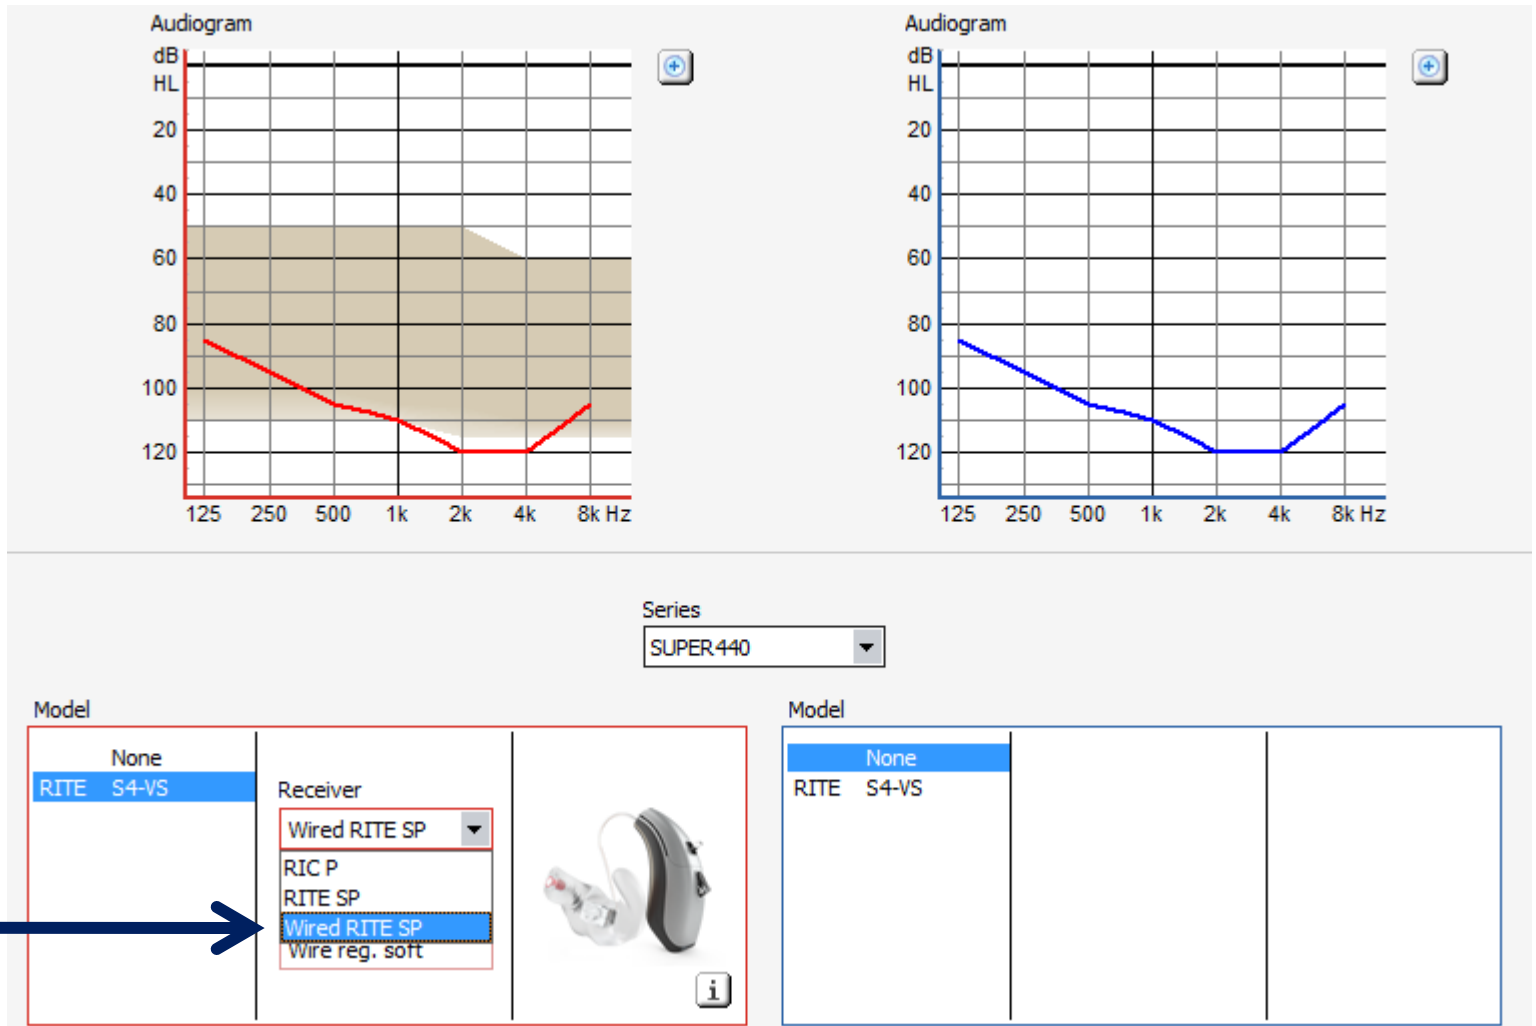 Audiogram
dB
HL
20
40
60
80
100
120
125 250 500 1k 2k 4k 8k Hz
Audiogram
dB
HL
20
40
60
80
100
120
125 250 500 1k 2k 4k 8k Hz
Series
SUPER440
Model
None
RITE S4-VS
Receiver
Wired RITE SP
RIC P
RITE SP
Wired RITE SP
Wire reg. soft
i
Model
None
RITE S4-VS